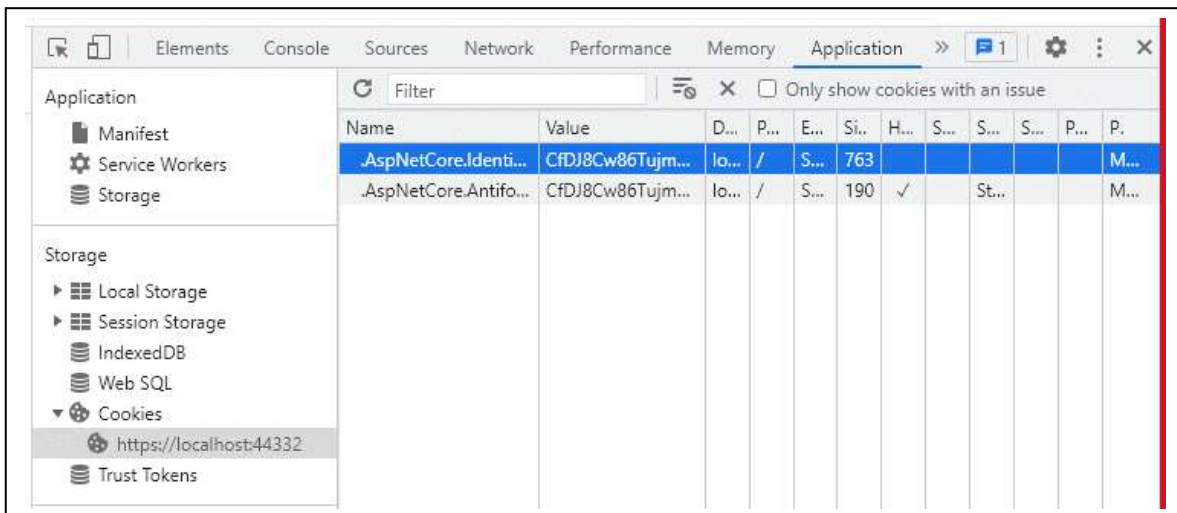 Elements Console Sources Network Performance Memory Application » 1
Application
Manifest
Service Workers
Storage
Storage
Local Storage
Session Storage
IndexedDB
Web SQL
Cookies
https://localhost:44332
Trust Tokens
Filter Only show cookies with an issue
Name Value D... P... E... Si.. H... S... S... S... P... P.
.AspNetCore.Identi... CfDJ8Cw86Tujm... lo... / S... 763 M...
.AspNetCore.Antifo... CfDJ8Cw86Tujm... lo... / S... 190 ✓ St... M...